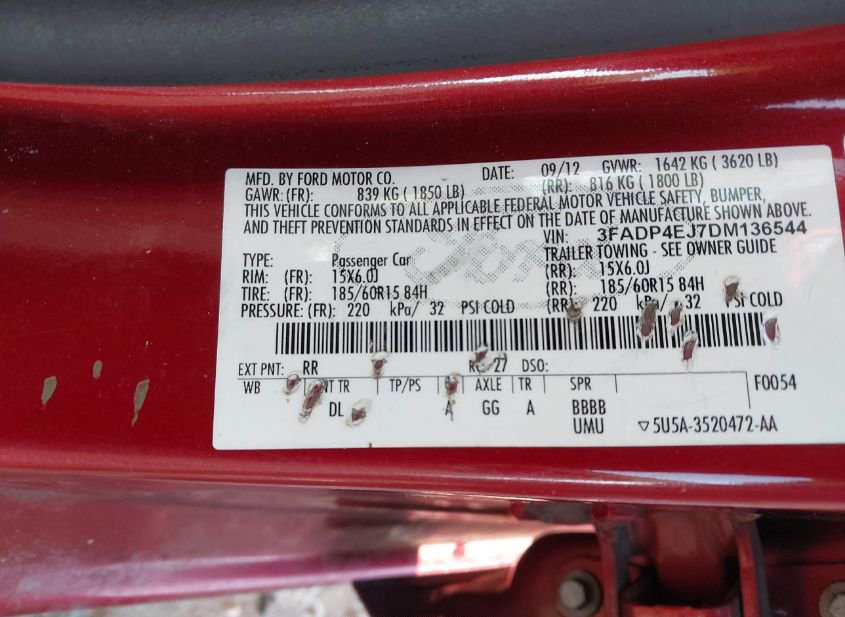 MFD. BY FORD MOTOR CO. DATE: 09/12 GVWR: 1642 KG ( 3620 LB)
GAWR: (FR): 839 KG ( 1850 LB) (RR): 816 KG ( 1800 LB)
THIS VEHICLE CONFORMS TO ALL APPLICABLE FEDERAL MOTOR VEHICLE SAFETY, BUMPER,
AND THEFT PREVENTION STANDARDS IN EFFECT ON THE DATE OF MANUFACTURE SHOWN ABOVE.
VIN: 3FADP4EJ7DM136544
TYPE: Passenger Car TRAILER TOWING - SEE OWNER GUIDE
RIM: (FR): 15X6.0J (RR): 15X6.0J
TIRE: (FR): 185/60R15 84H (RR): 185/60R15 84H
PRESSURE: (FR): 220 kPa/ 32 PSI COLD (RR): 220 kPa/ 32 PSI COLD
EXT PNT: RR 27 DSO:
WB TR TP/PS AXLE TR SPR F0054
DL A GG A BBBB
UMU ▽5U5A-3520472-AA